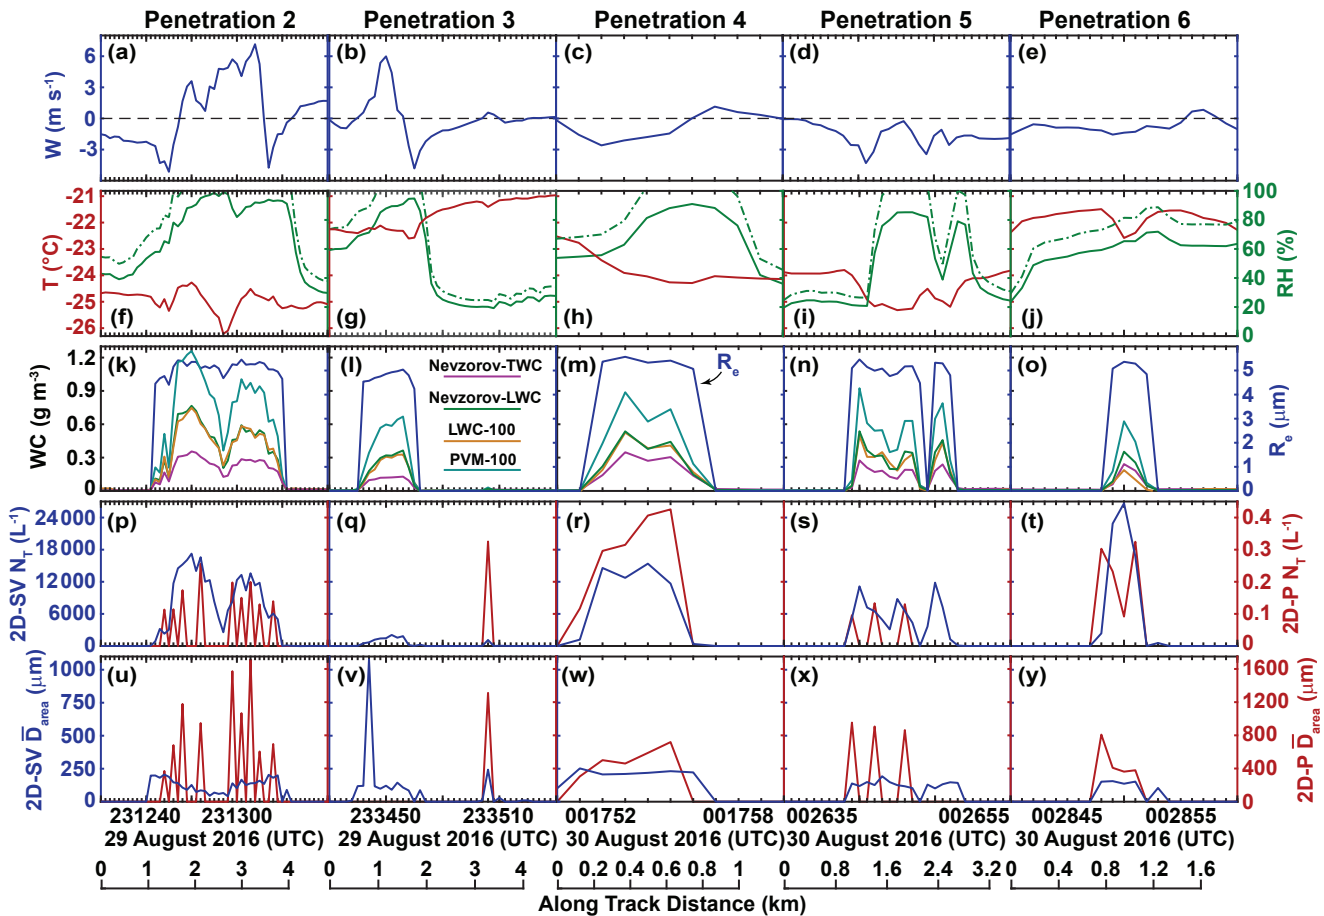 Penetration 2 Penetration 3 Penetration 4 Penetration 5 Penetration 6
(a) (b) (c) (d) (e)
W (m s⁻¹)
6
3
0
-3
(f) (g) (h) (i) (j)
T (°C)
-21
-22
-23
-24
-25
-26
RH (%)
100
80
60
40
20
0
(k) (l) (m) (n) (o)
WC (g m⁻³)
1.2
0.9
0.6
0.3
0
Nevzorov-TWC
Nevzorov-LWC
LWC-100
PVM-100
Rₑ
Rₑ (μm)
5
4
3
2
1
0
(p) (q) (r) (s) (t)
2D-SV N_T (L⁻¹)
24000
18000
12000
6000
0
2D-P N_T (L⁻¹)
0.4
0.3
0.2
0.1
0
(u) (v) (w) (x) (y)
2D-SV D̅_area (μm)
1000
750
500
250
0
2D-P D̅_area (μm)
1600
1200
800
400
0
231240 231300 233450 233510 001752 001758 002635 002655 002845 002855
29 August 2016 (UTC) 29 August 2016 (UTC) 30 August 2016 (UTC) 30 August 2016 (UTC) 30 August 2016 (UTC)
0 1 2 3 4 0 1 2 3 4 0 0.2 0.4 0.6 0.8 1 0 0.8 1.6 2.4 3.2 0 0.4 0.8 1.2 1.6
Along Track Distance (km)